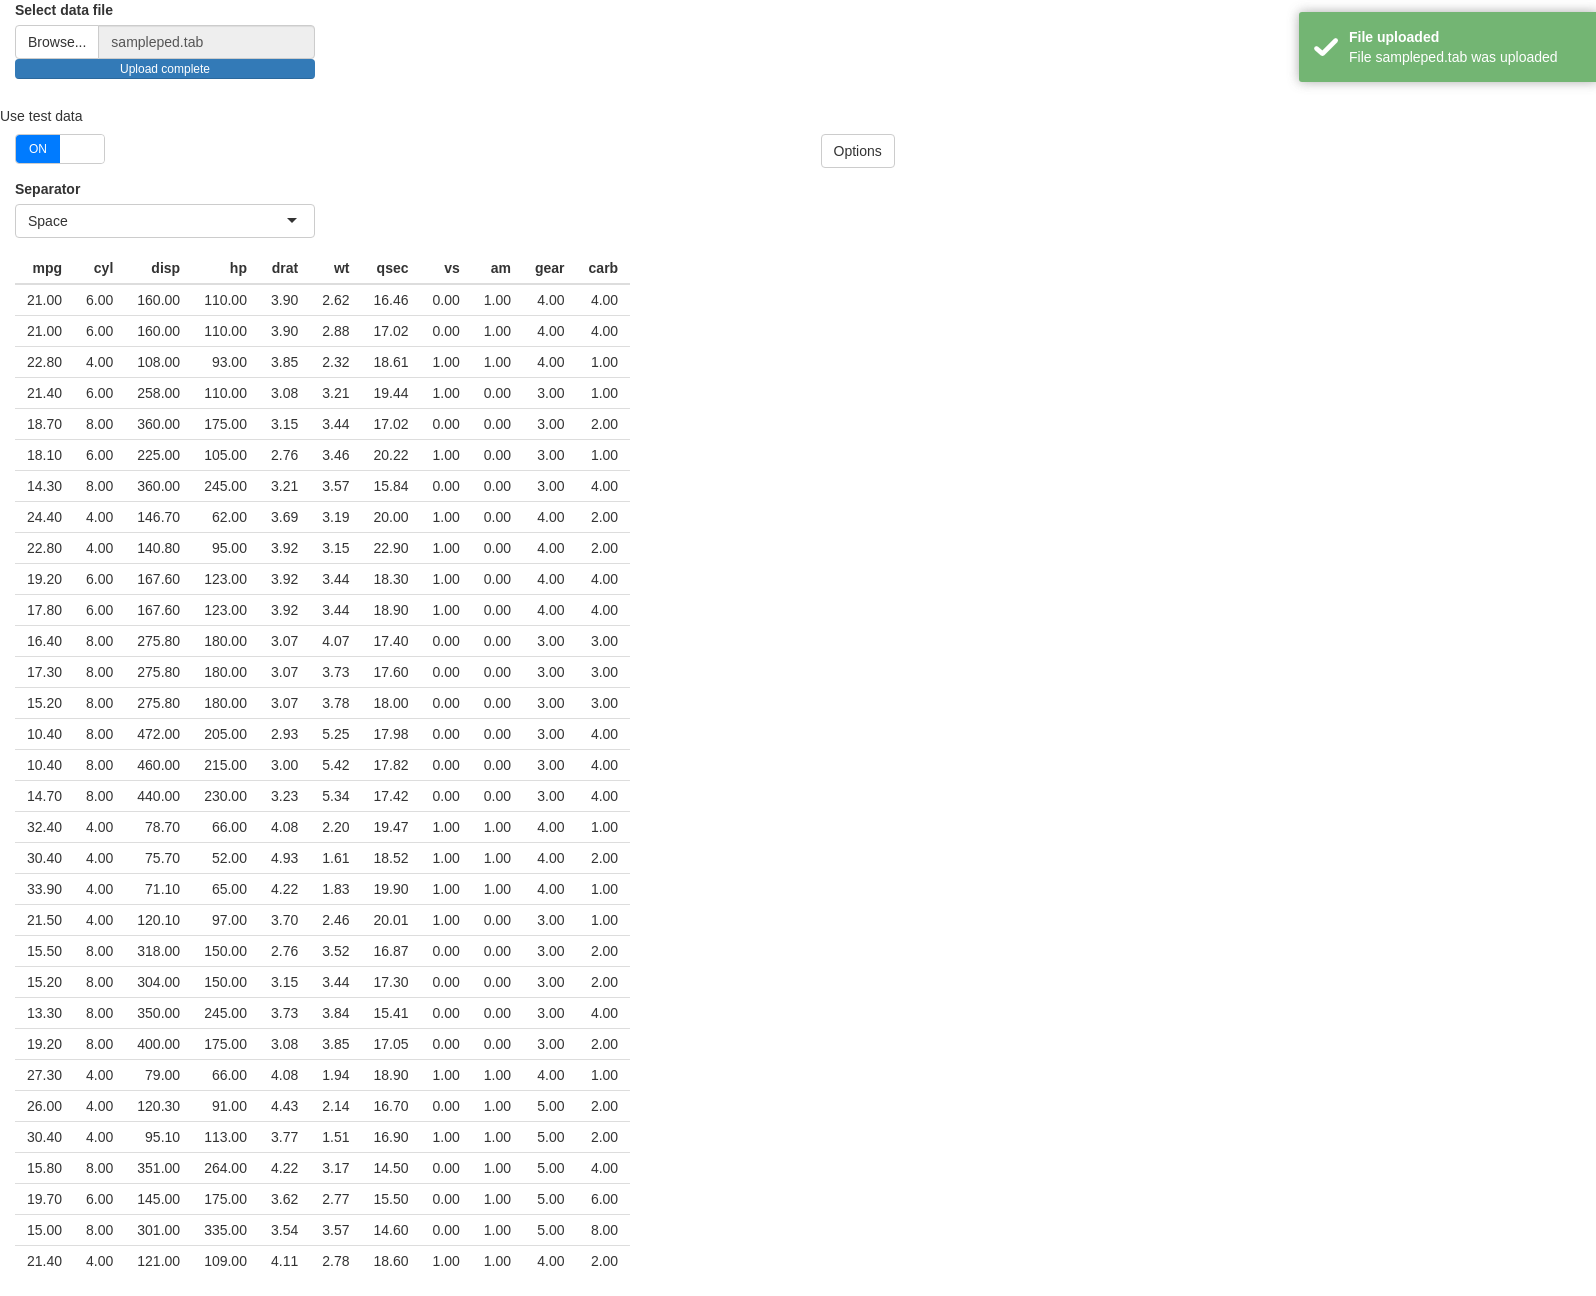 Select data file
Browse... sampleped.tab
Upload complete
File uploaded
File sampleped.tab was uploaded
Use test data
ON
Options
Separator
Space
mpg cyl disp hp drat wt qsec vs am gear carb
21.00 6.00 160.00 110.00 3.90 2.62 16.46 0.00 1.00 4.00 4.00
21.00 6.00 160.00 110.00 3.90 2.88 17.02 0.00 1.00 4.00 4.00
22.80 4.00 108.00 93.00 3.85 2.32 18.61 1.00 1.00 4.00 1.00
21.40 6.00 258.00 110.00 3.08 3.21 19.44 1.00 0.00 3.00 1.00
18.70 8.00 360.00 175.00 3.15 3.44 17.02 0.00 0.00 3.00 2.00
18.10 6.00 225.00 105.00 2.76 3.46 20.22 1.00 0.00 3.00 1.00
14.30 8.00 360.00 245.00 3.21 3.57 15.84 0.00 0.00 3.00 4.00
24.40 4.00 146.70 62.00 3.69 3.19 20.00 1.00 0.00 4.00 2.00
22.80 4.00 140.80 95.00 3.92 3.15 22.90 1.00 0.00 4.00 2.00
19.20 6.00 167.60 123.00 3.92 3.44 18.30 1.00 0.00 4.00 4.00
17.80 6.00 167.60 123.00 3.92 3.44 18.90 1.00 0.00 4.00 4.00
16.40 8.00 275.80 180.00 3.07 4.07 17.40 0.00 0.00 3.00 3.00
17.30 8.00 275.80 180.00 3.07 3.73 17.60 0.00 0.00 3.00 3.00
15.20 8.00 275.80 180.00 3.07 3.78 18.00 0.00 0.00 3.00 3.00
10.40 8.00 472.00 205.00 2.93 5.25 17.98 0.00 0.00 3.00 4.00
10.40 8.00 460.00 215.00 3.00 5.42 17.82 0.00 0.00 3.00 4.00
14.70 8.00 440.00 230.00 3.23 5.34 17.42 0.00 0.00 3.00 4.00
32.40 4.00 78.70 66.00 4.08 2.20 19.47 1.00 1.00 4.00 1.00
30.40 4.00 75.70 52.00 4.93 1.61 18.52 1.00 1.00 4.00 2.00
33.90 4.00 71.10 65.00 4.22 1.83 19.90 1.00 1.00 4.00 1.00
21.50 4.00 120.10 97.00 3.70 2.46 20.01 1.00 0.00 3.00 1.00
15.50 8.00 318.00 150.00 2.76 3.52 16.87 0.00 0.00 3.00 2.00
15.20 8.00 304.00 150.00 3.15 3.44 17.30 0.00 0.00 3.00 2.00
13.30 8.00 350.00 245.00 3.73 3.84 15.41 0.00 0.00 3.00 4.00
19.20 8.00 400.00 175.00 3.08 3.85 17.05 0.00 0.00 3.00 2.00
27.30 4.00 79.00 66.00 4.08 1.94 18.90 1.00 1.00 4.00 1.00
26.00 4.00 120.30 91.00 4.43 2.14 16.70 0.00 1.00 5.00 2.00
30.40 4.00 95.10 113.00 3.77 1.51 16.90 1.00 1.00 5.00 2.00
15.80 8.00 351.00 264.00 4.22 3.17 14.50 0.00 1.00 5.00 4.00
19.70 6.00 145.00 175.00 3.62 2.77 15.50 0.00 1.00 5.00 6.00
15.00 8.00 301.00 335.00 3.54 3.57 14.60 0.00 1.00 5.00 8.00
21.40 4.00 121.00 109.00 4.11 2.78 18.60 1.00 1.00 4.00 2.00